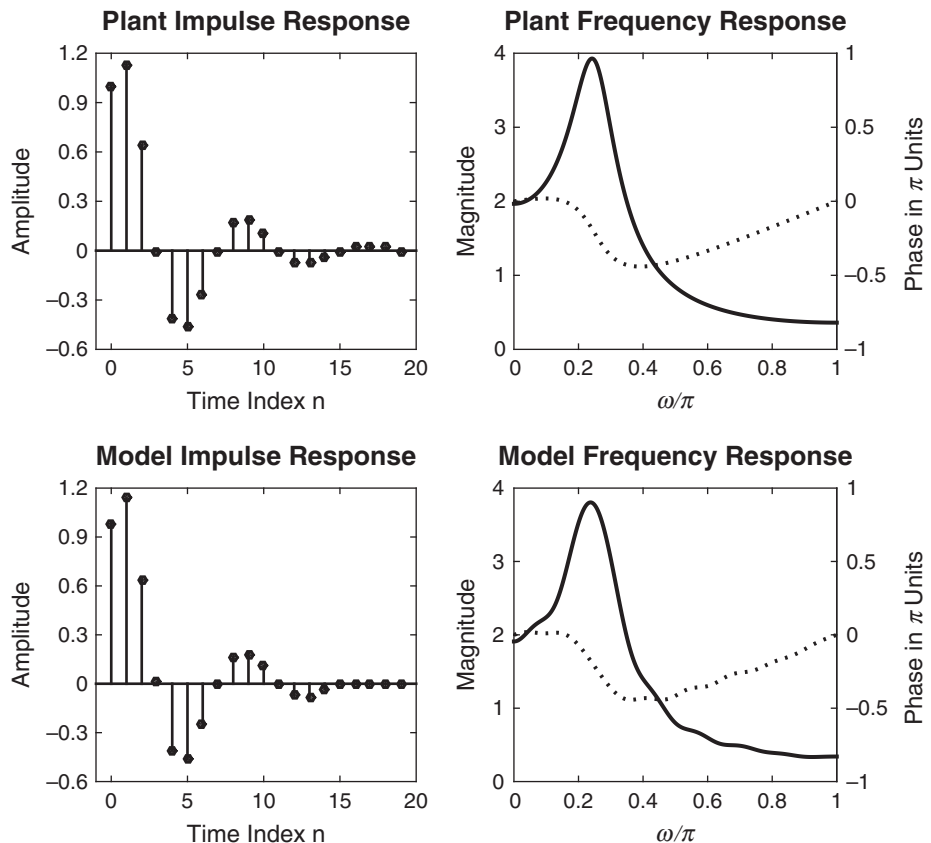 Plant Impulse Response
1.2
0.9
0.6
0.3
0
−0.3
−0.6
Amplitude
0 5 10 15 20
Time Index n
Plant Frequency Response
4
3
2
1
0
Magnitude
1
0.5
0
−0.5
−1
Phase in π Units
0 0.2 0.4 0.6 0.8 1
ω/π
Model Impulse Response
1.2
0.9
0.6
0.3
0
−0.3
−0.6
Amplitude
0 5 10 15 20
Time Index n
Model Frequency Response
4
3
2
1
0
Magnitude
1
0.5
0
−0.5
−1
Phase in π Units
0 0.2 0.4 0.6 0.8 1
ω/π